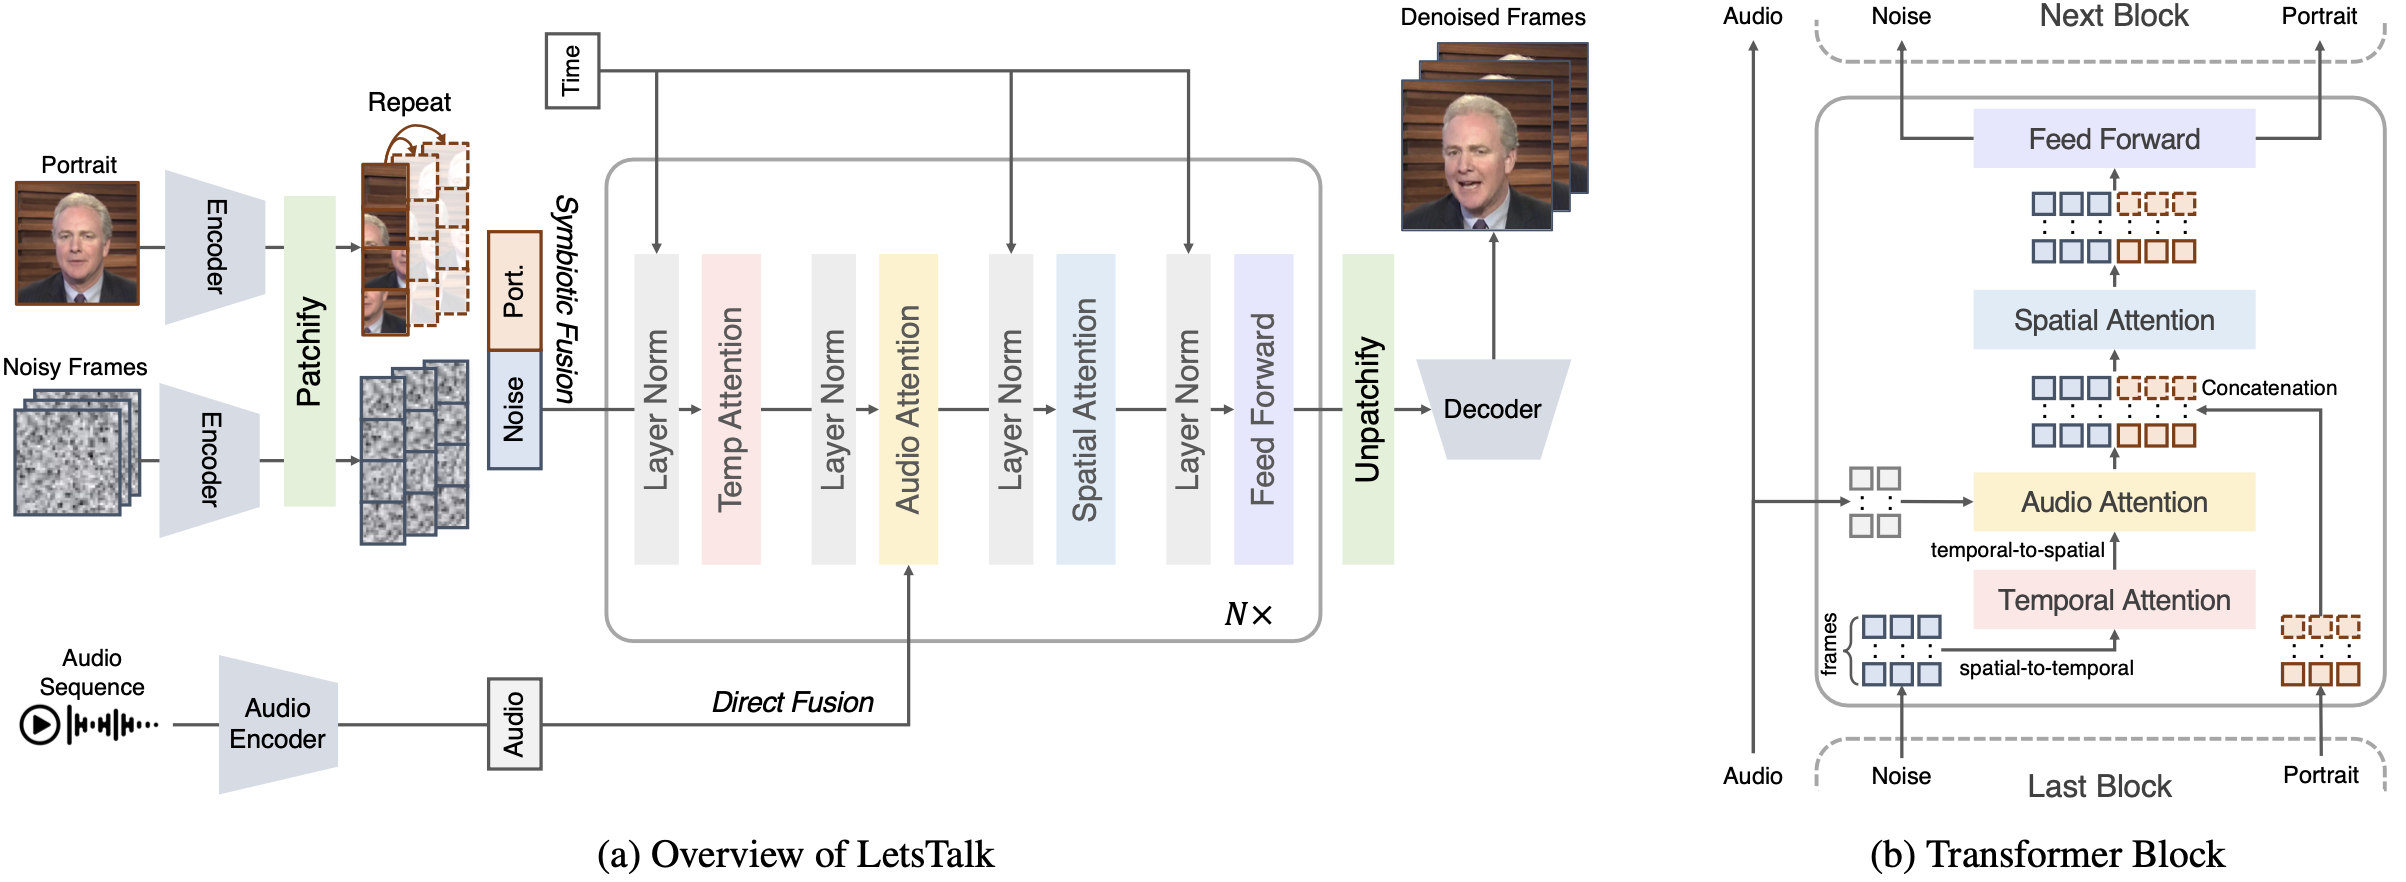 Portrait
Encoder
Noisy Frames
Encoder
Patchify
Repeat
Port.
Noise
Symbiotic Fusion
Time
Layer Norm
Temp Attention
Layer Norm
Audio Attention
Layer Norm
Spatial Attention
Layer Norm
Feed Forward
N×
Unpatchify
Decoder
Denoised Frames
Audio
Sequence
Audio
Encoder
Audio
Direct Fusion
(a) Overview of LetsTalk
Audio
Noise
Next Block
Portrait
Feed Forward
Spatial Attention
Concatenation
Audio Attention
temporal-to-spatial
Temporal Attention
frames
spatial-to-temporal
Audio
Noise
Last Block
Portrait
(b) Transformer Block